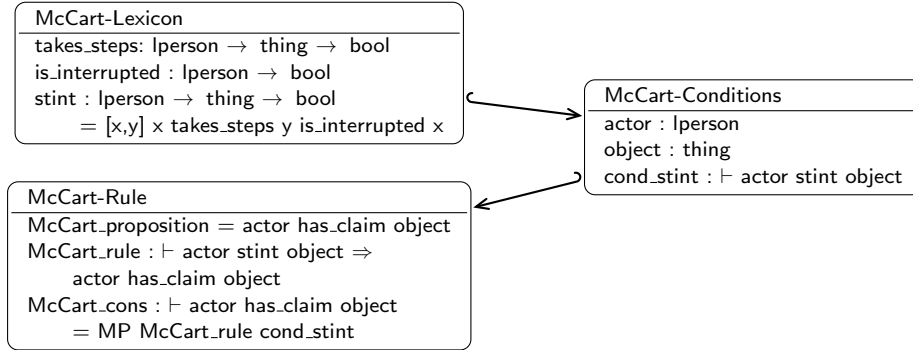 McCart-Lexicon
takes_steps: lperson → thing → bool
is_interrupted : lperson → bool
stint : lperson → thing → bool
= [x,y] x takes_steps y is_interrupted x
McCart-Conditions
actor : lperson
object : thing
cond_stint : ⊢ actor stint object
McCart-Rule
McCart_proposition = actor has_claim object
McCart_rule : ⊢ actor stint object ⇒
actor has_claim object
McCart_cons : ⊢ actor has_claim object
= MP McCart_rule cond_stint